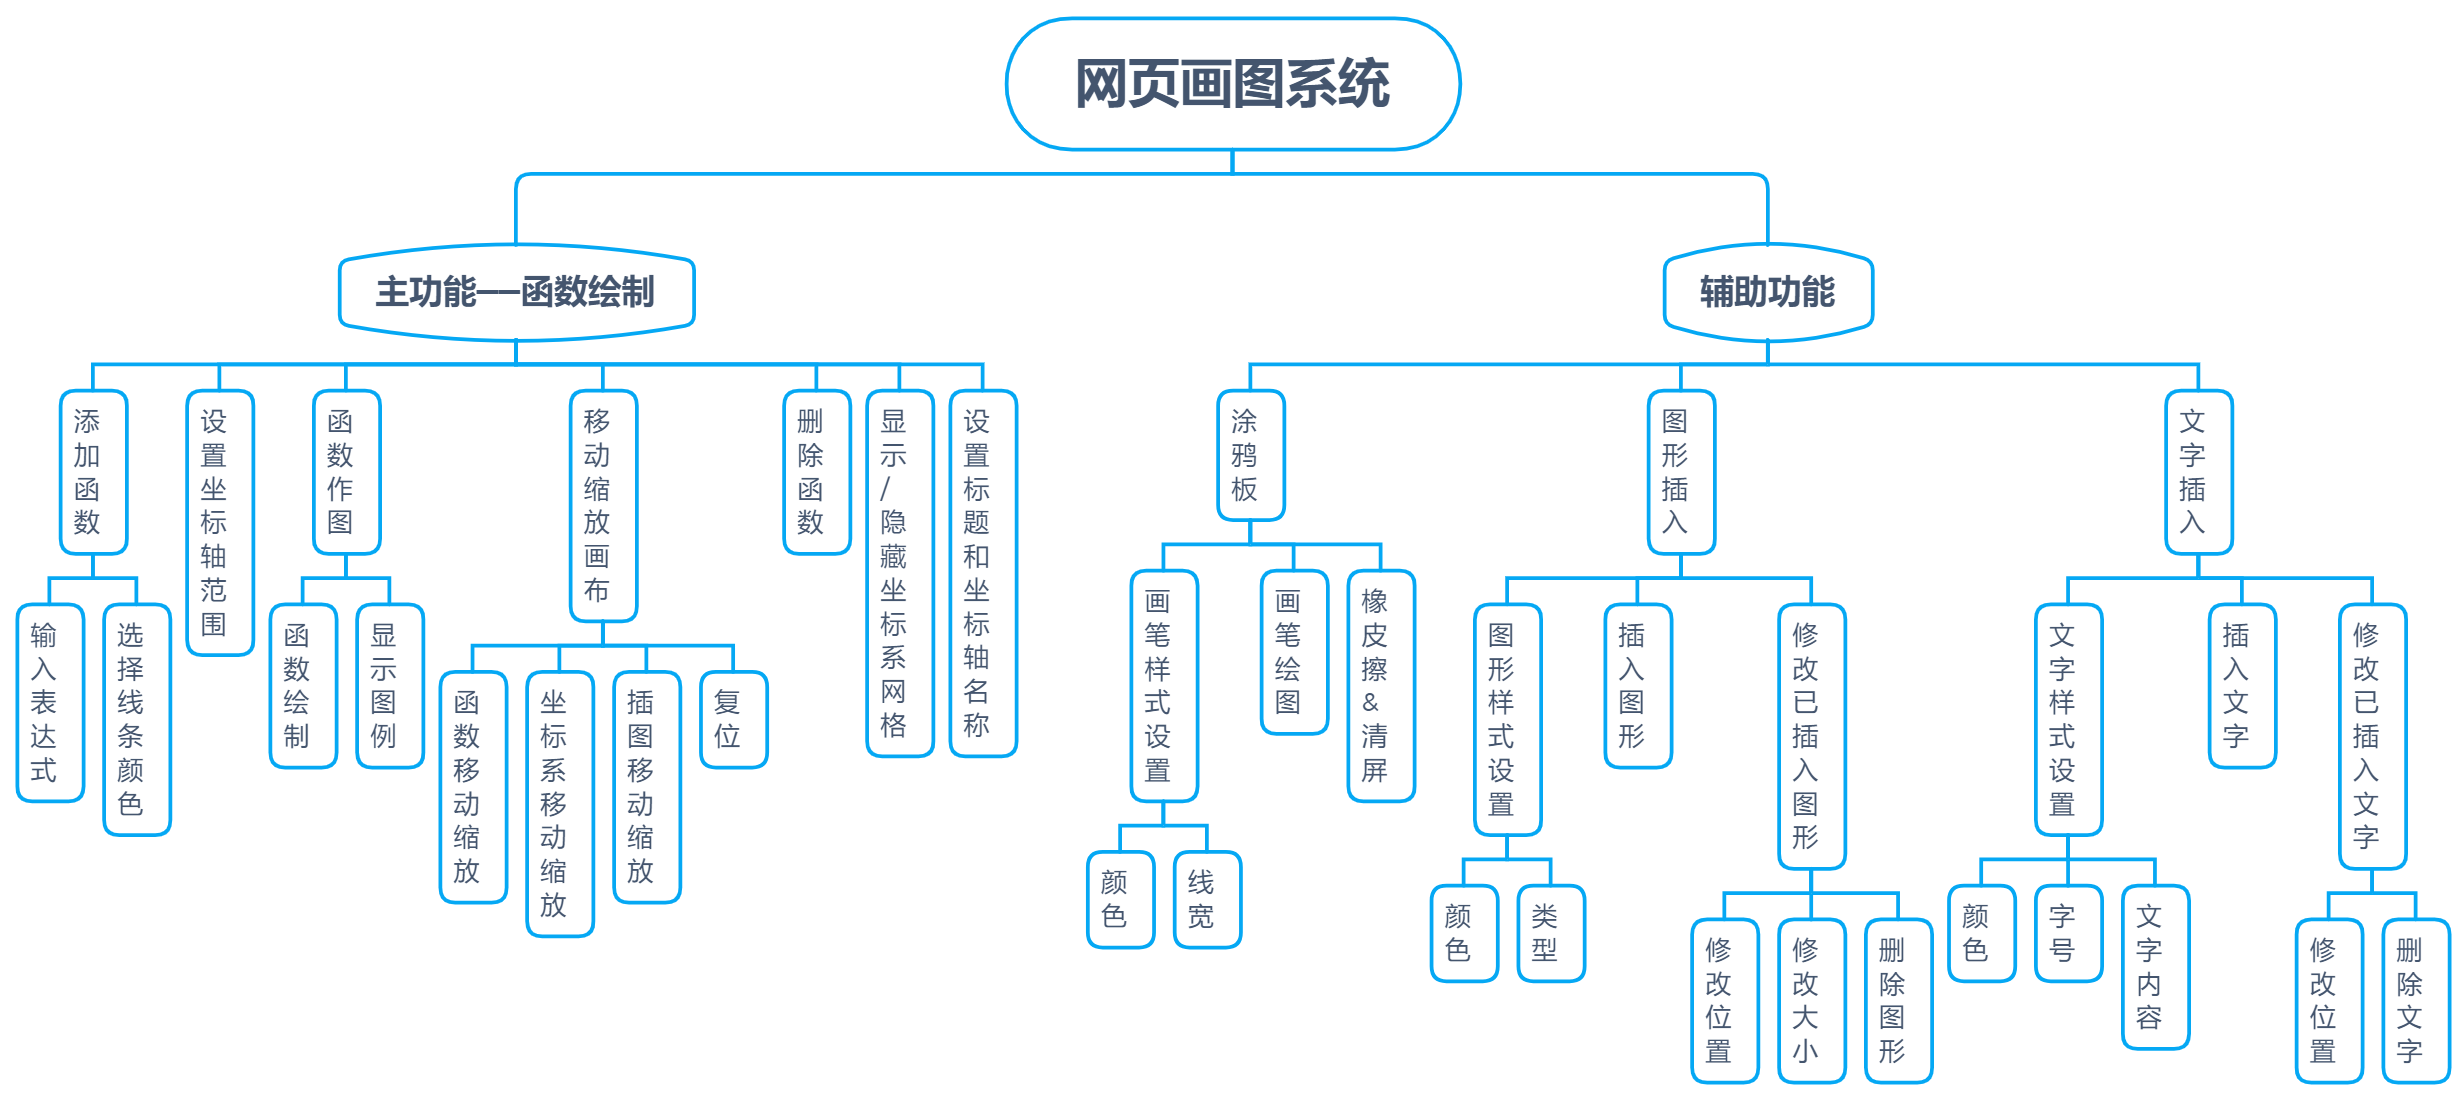 网页画图系统
主功能——函数绘制
辅助功能
添加函数
设置坐标轴范围
函数作图
移动缩放画布
删除函数
显示/隐藏坐标系网格
设置标题和坐标轴名称
涂鸦板
图形插入
文字插入
输入表达式
选择线条颜色
函数绘制
显示图例
函数移动缩放
坐标系移动缩放
插图移动缩放
复位
画笔样式设置
画笔绘图
橡皮擦&清屏
图形样式设置
插入图形
修改已插入图形
文字样式设置
插入文字
修改已插入文字
颜色
线宽
颜色
类型
修改位置
修改大小
删除图形
颜色
字号
文字内容
修改位置
删除文字